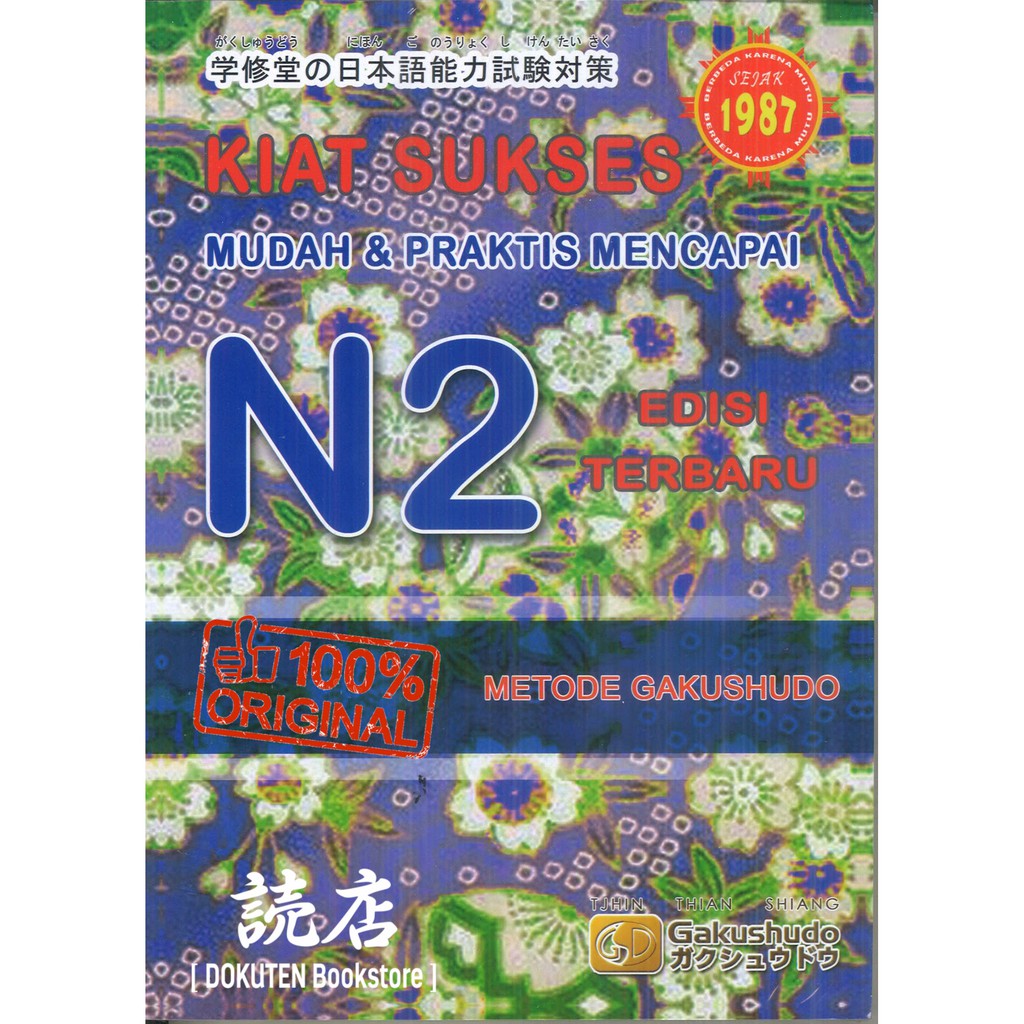 がくしゅうどう にほん ご のうりょく し けん たい さく
学修堂の日本語能力試験対策
BERBEDA KARENA MUTU
SEJAK
1987
BERBEDA KARENA MUTU
KIAT SUKSES
MUDAH & PRAKTIS MENCAPAI
N2
EDISI
TERBARU
100%
ORIGINAL
METODE GAKUSHUDO
読店
[ DOKUTEN Bookstore ]
TJHIN THIAN SHIANG
GD
Gakushudo
ガクシュウドウ